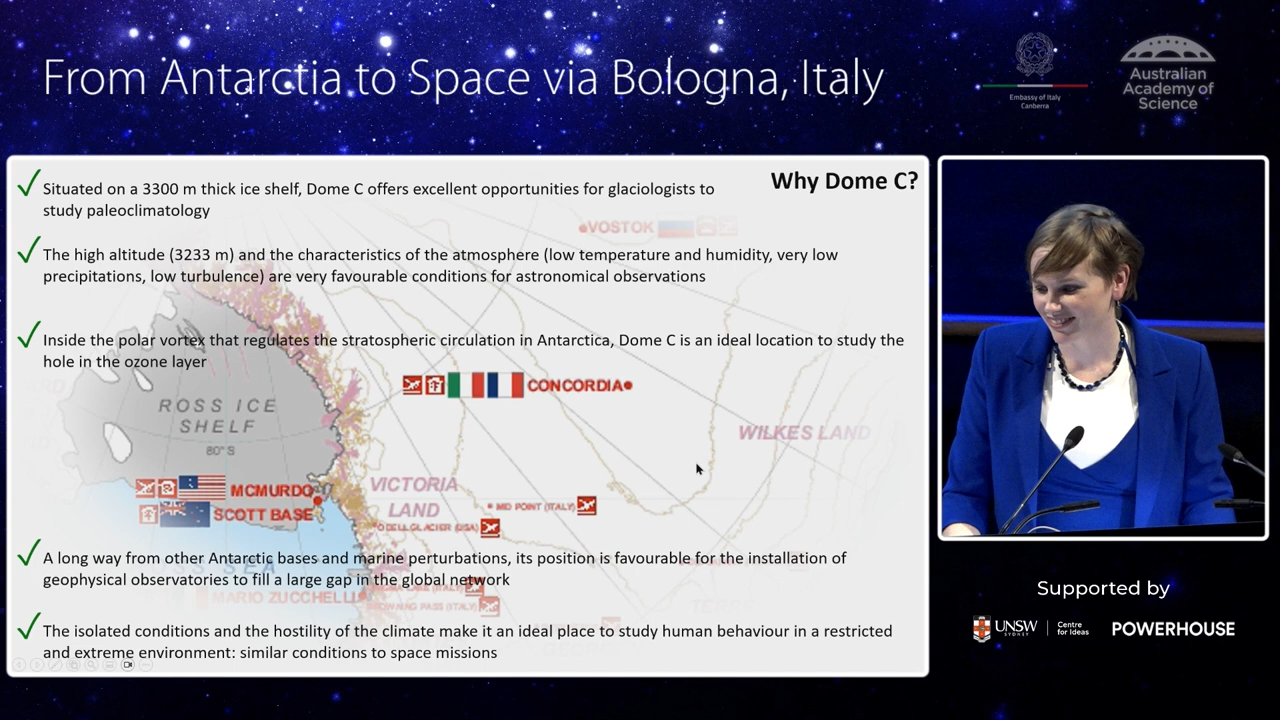 From Antarctia to Space via Bologna, Italy
Embassy of Italy
Canberra
Australian
Academy of
Science
Why Dome C?
Situated on a 3300 m thick ice shelf, Dome C offers excellent opportunities for glaciologists to
study paleoclimatology
VOSTOK
The high altitude (3233 m) and the characteristics of the atmosphere (low temperature and humidity, very low
precipitations, low turbulence) are very favourable conditions for astronomical observations
Inside the polar vortex that regulates the stratospheric circulation in Antarctica, Dome C is an ideal location to study the
hole in the ozone layer
CONCORDIA
ROSS ICE
SHELF
80° S
WILKES LAND
MCMURDO
SCOTT BASE
VICTORIA
LAND
MID POINT (ITALY)
ODELL GLACIER (USA)
A long way from other Antarctic bases and marine perturbations, its position is favourable for the installation of
geophysical observatories to fill a large gap in the global network
SEA
MARIO ZUCCHELLI
BROWNING PASS (ITALY)
The isolated conditions and the hostility of the climate make it an ideal place to study human behaviour in a restricted
and extreme environment: similar conditions to space missions
Supported by
UNSW
SYDNEY
Centre
for Ideas
POWERHOUSE